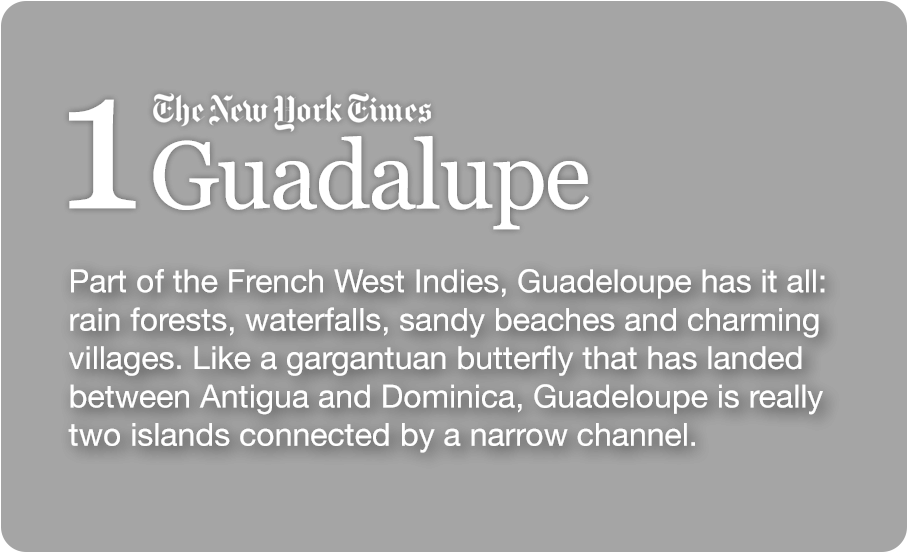 1 The New York Times
Guadalupe
Part of the French West Indies, Guadeloupe has it all:
rain forests, waterfalls, sandy beaches and charming
villages. Like a gargantuan butterfly that has landed
between Antigua and Dominica, Guadeloupe is really
two islands connected by a narrow channel.